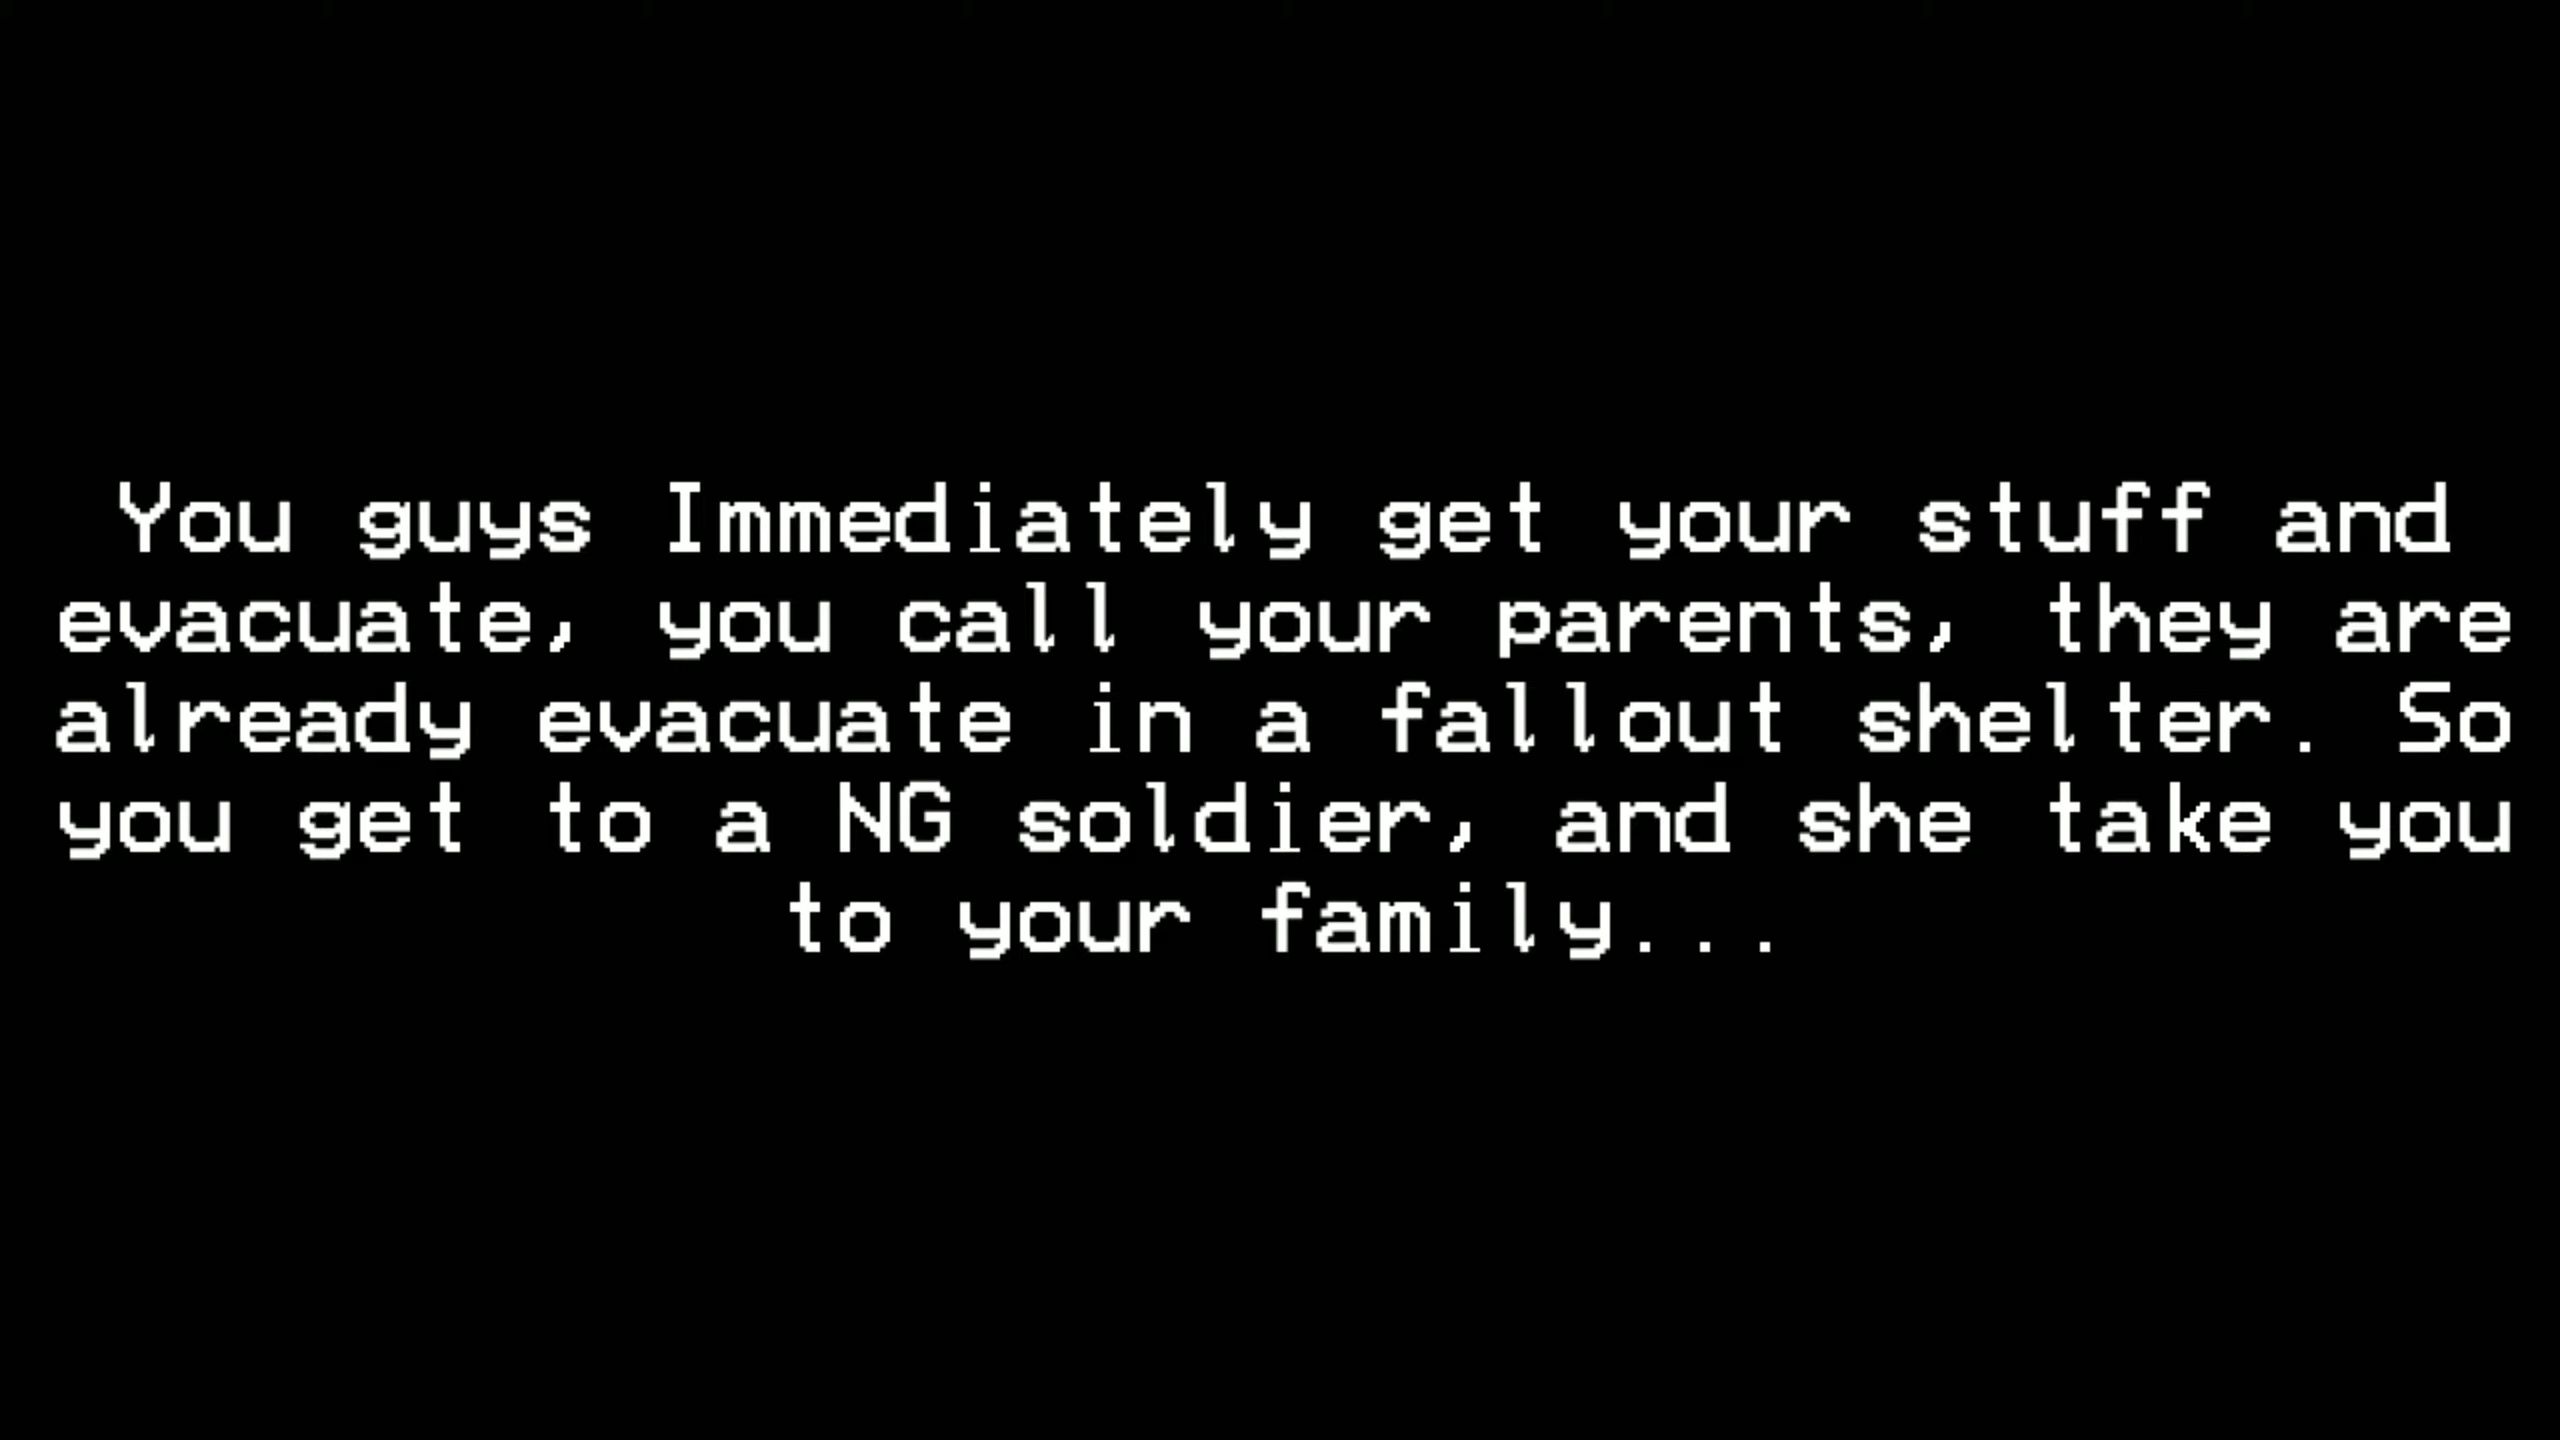 You guys Immediately get your stuff and
evacuate, you call your parents, they are
already evacuate in a fallout shelter. So
you get to a NG soldier, and she take you
to your family...